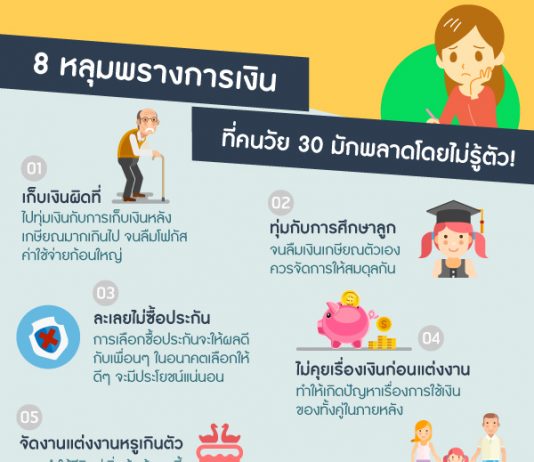 8 หลุมพรางการเงิน
ที่คนวัย 30 มักพลาดโดยไม่รู้ตัว!
01
เก็บเงินผิดที่
ไปทุ่มเงินกับการเก็บเงินหลัง
เกษียณมากเกินไป จนลืมโฟกัส
ค่าใช้จ่ายก้อนใหญ่
02
ทุ่มกับการศึกษาลูก
จนลืมเงินเกษียณตัวเอง
ควรจัดการให้สมดุลกัน
03
ละเลยไม่ซื้อประกัน
การเลือกซื้อประกันจะให้ผลดี
กับเพื่อนๆ ในอนาคตเลือกให้
ดีๆ จะมีประโยชน์แน่นอน
04
ไม่คุยเรื่องเงินก่อนแต่งงาน
ทำให้เกิดปัญหาเรื่องการใช้เงิน
ของทั้งคู่ในภายหลัง
05
จัดงานแต่งงานหรูเกินตัว